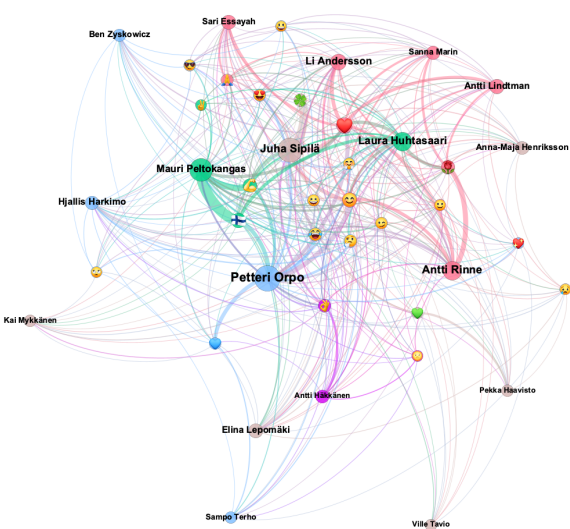 Sari Essayah
Ben Zyskowicz
Sanna Marin
Li Andersson
Antti Lindtman
Laura Huhtasaari
Juha Sipilä
Anna-Maja Henriksson
Mauri Peltokangas
Hjallis Harkimo
Antti Rinne
Petteri Orpo
Kai Mykkänen
Pekka Haavisto
Antti Häkkänen
Elina Lepomäki
Sampo Terho
Ville Tavio